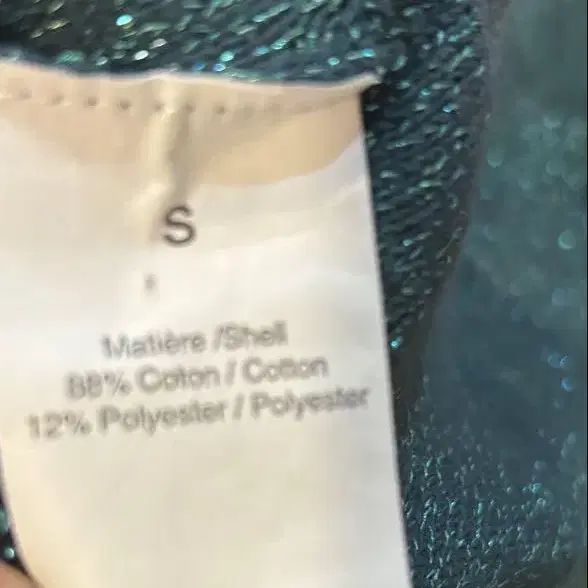 S
Matière /Shell
88% Coton / Cotton
12% Polyester / Polyester